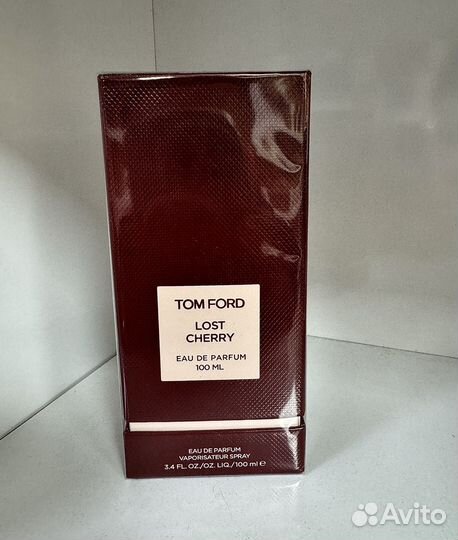 TOM FORD
LOST
CHERRY
EAU DE PARFUM
100 ML
EAU DE PARFUM
VAPORISATEUR SPRAY
3.4 FL. OZ./OZ. LIQ./100 ml ℮
Avito